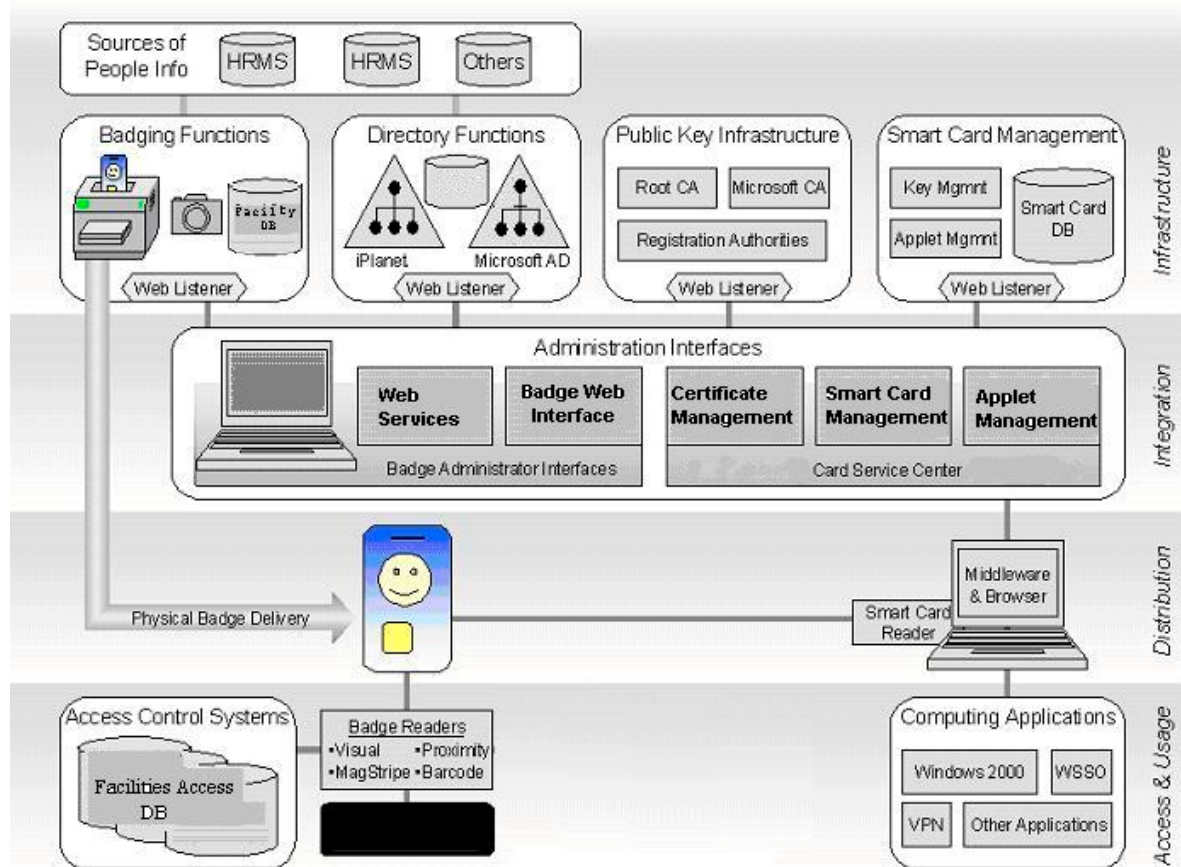 Sources of
People Info
HRMS
HRMS
Others
Badging Functions
Facility
DB
Web Listener
Directory Functions
iPlanet
Microsoft AD
Web Listener
Public Key Infrastructure
Root CA
Microsoft CA
Registration Authorities
Web Listener
Smart Card Management
Key Mgmnt
Applet Mgmnt
Smart Card
DB
Web Listener
Infrastructure
Administration Interfaces
Web
Services
Badge Web
Interface
Badge Administrator Interfaces
Certificate
Management
Smart Card
Management
Applet
Management
Card Service Center
Integration
Physical Badge Delivery
Smart Card
Reader
Middleware
& Browser
Distribution
Access Control Systems
Facilities Access
DB
Badge Readers
▪Visual ▪Proximity
▪MagStripe ▪Barcode
Computing Applications
Windows 2000
WSSO
VPN
Other Applications
Access & Usage